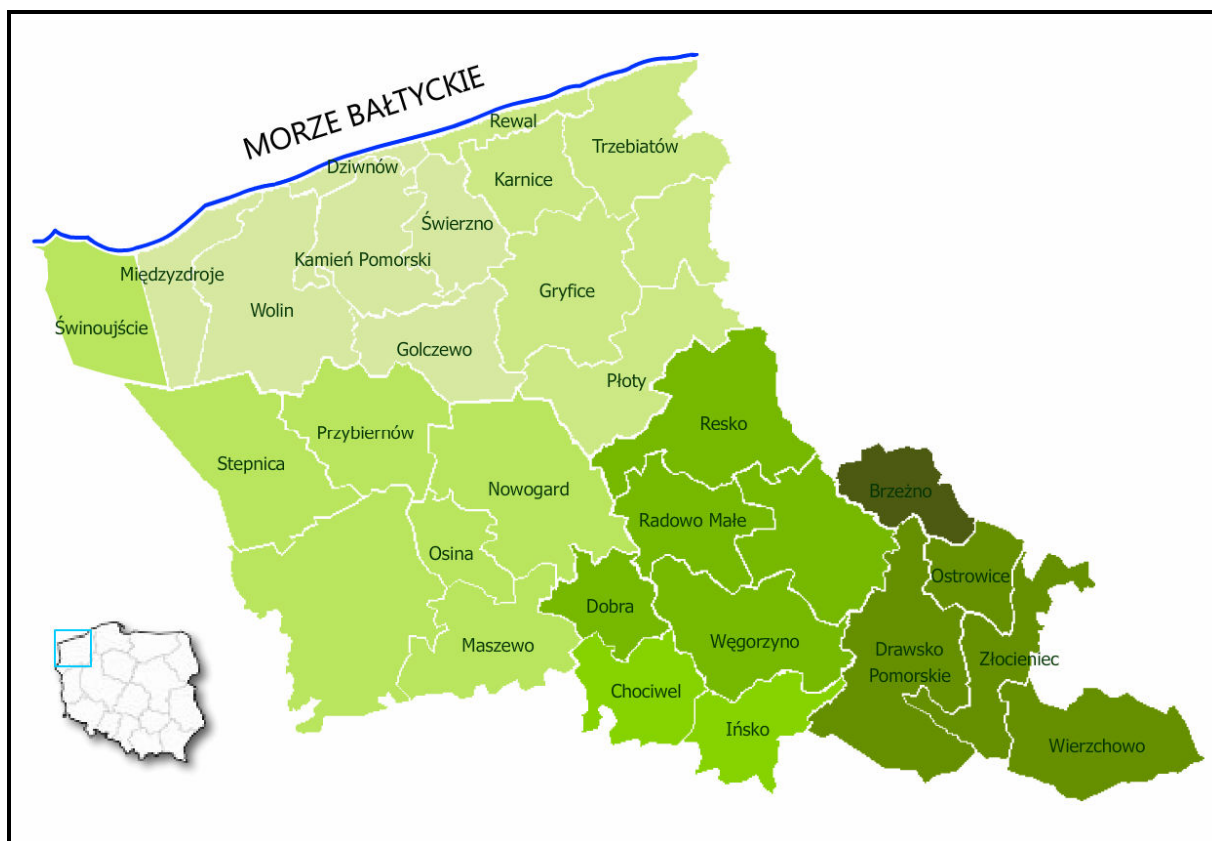 MORZE BAŁTYCKIE
Rewal
Trzebiatów
Dziwnów
Karnice
Świerzno
Kamień Pomorski
Międzyzdroje
Gryfice
Wolin
Świnoujście
Golczewo
Płoty
Resko
Przybiernów
Stepnica
Nowogard
Brzeżno
Radowo Małe
Osina
Ostrowice
Dobra
Węgorzyno
Maszewo
Drawsko
Pomorskie
Złocieniec
Chociwel
Ińsko
Wierzchowo